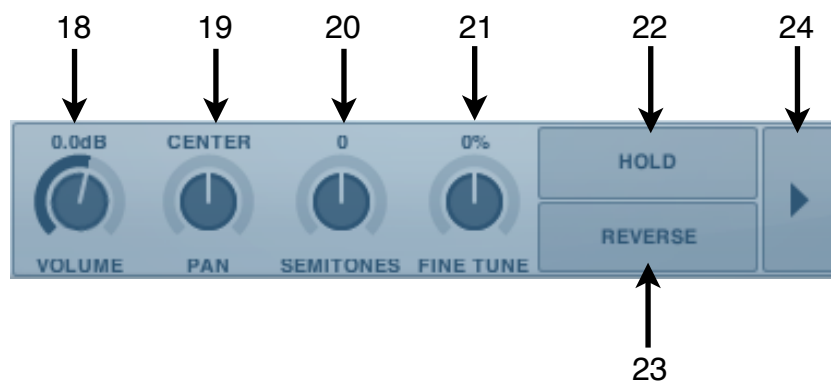 18 19 20 21 22 24
0.0dB CENTER 0 0%
HOLD
REVERSE
VOLUME PAN SEMITONES FINE TUNE
23